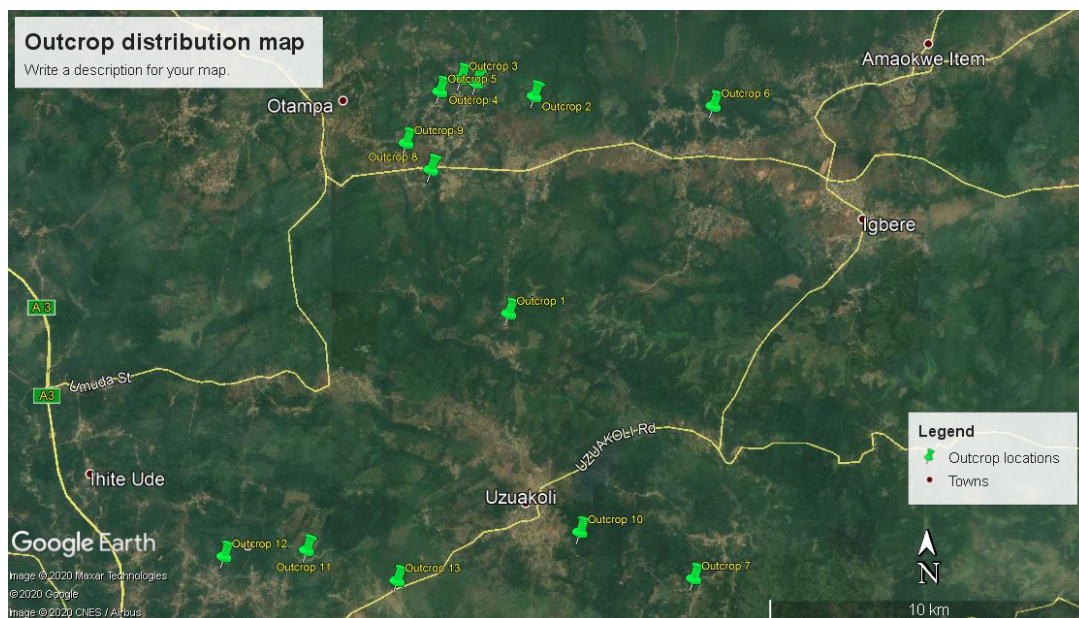 Outcrop distribution map
Write a description for your map.
Amaokwe Item
Outcrop 3
Outcrop 5
Outcrop 4
Outcrop 2
Outcrop 6
Otampa
Outcrop 9
Outcrop 8
Igbere
Outcrop 1
A 3
Umuda St
A3
UZUAKOLI Rd
Legend
Outcrop locations
Towns
Ihite Ude
Uzuakoli
Outcrop 10
Google Earth
Outcrop 12
Outcrop 11
Outcrop 13
Outcrop 7
N
Image © 2020 Maxar Technologies
© 2020 Google
Image © 2020 CNES / Airbus
10 km